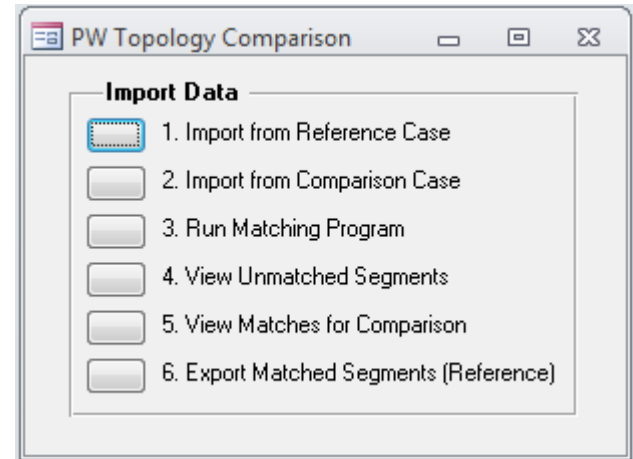 PW Topology Comparison
Import Data
1. Import from Reference Case
2. Import from Comparison Case
3. Run Matching Program
4. View Unmatched Segments
5. View Matches for Comparison
6. Export Matched Segments (Reference)